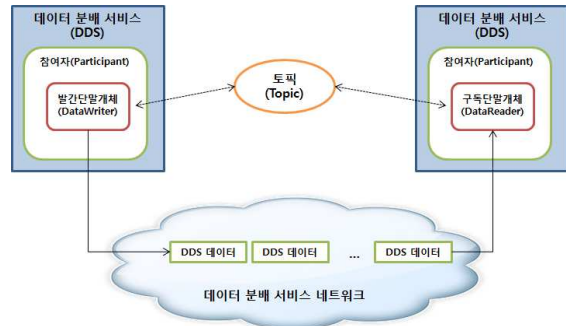 데이터 분배 서비스
(DDS)
참여자(Participant)
발간단말개체
(DataWriter)
토픽
(Topic)
데이터 분배 서비스
(DDS)
참여자(Participant)
구독단말개체
(DataReader)
DDS 데이터
DDS 데이터
...
DDS 데이터
데이터 분배 서비스 네트워크